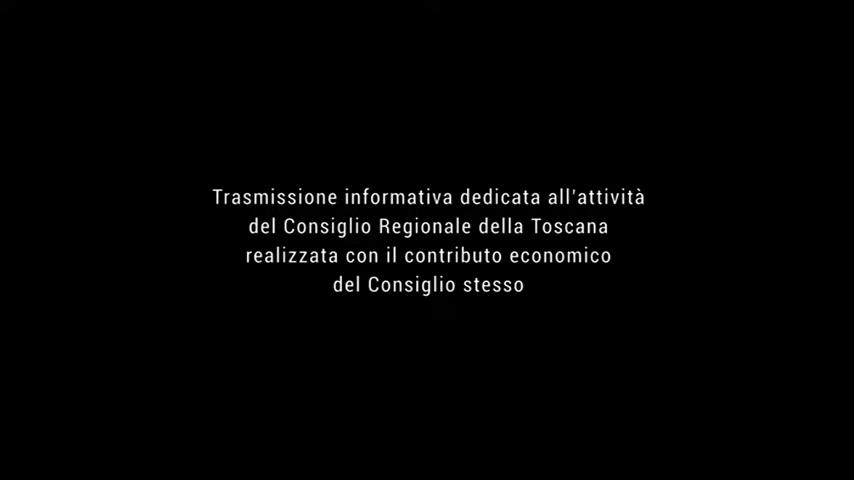 Trasmissione informativa dedicata all'attività
del Consiglio Regionale della Toscana
realizzata con il contributo economico
del Consiglio stesso